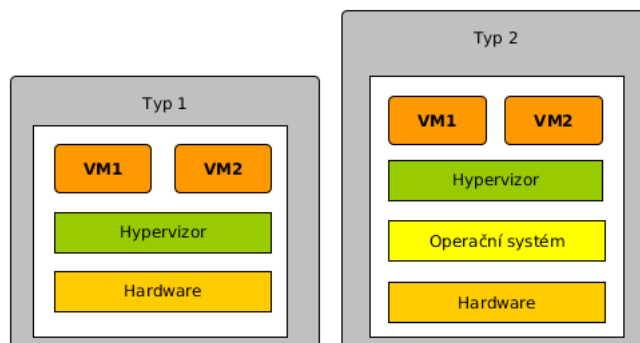 Typ 1
VM1 VM2
Hypervizor
Hardware
Typ 2
VM1 VM2
Hypervizor
Operační systém
Hardware